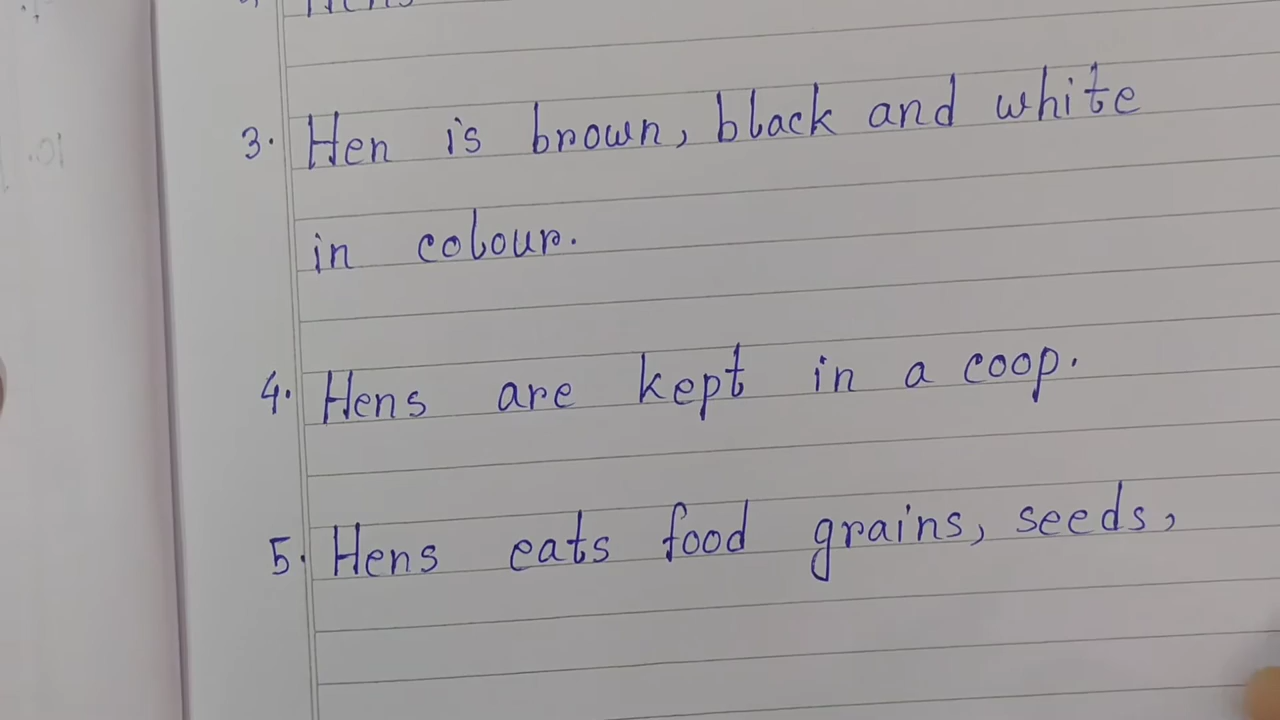 3. Hen is brown, black and white
in colour.
4. Hens are kept in a coop.
5. Hens eats food grains, seeds,